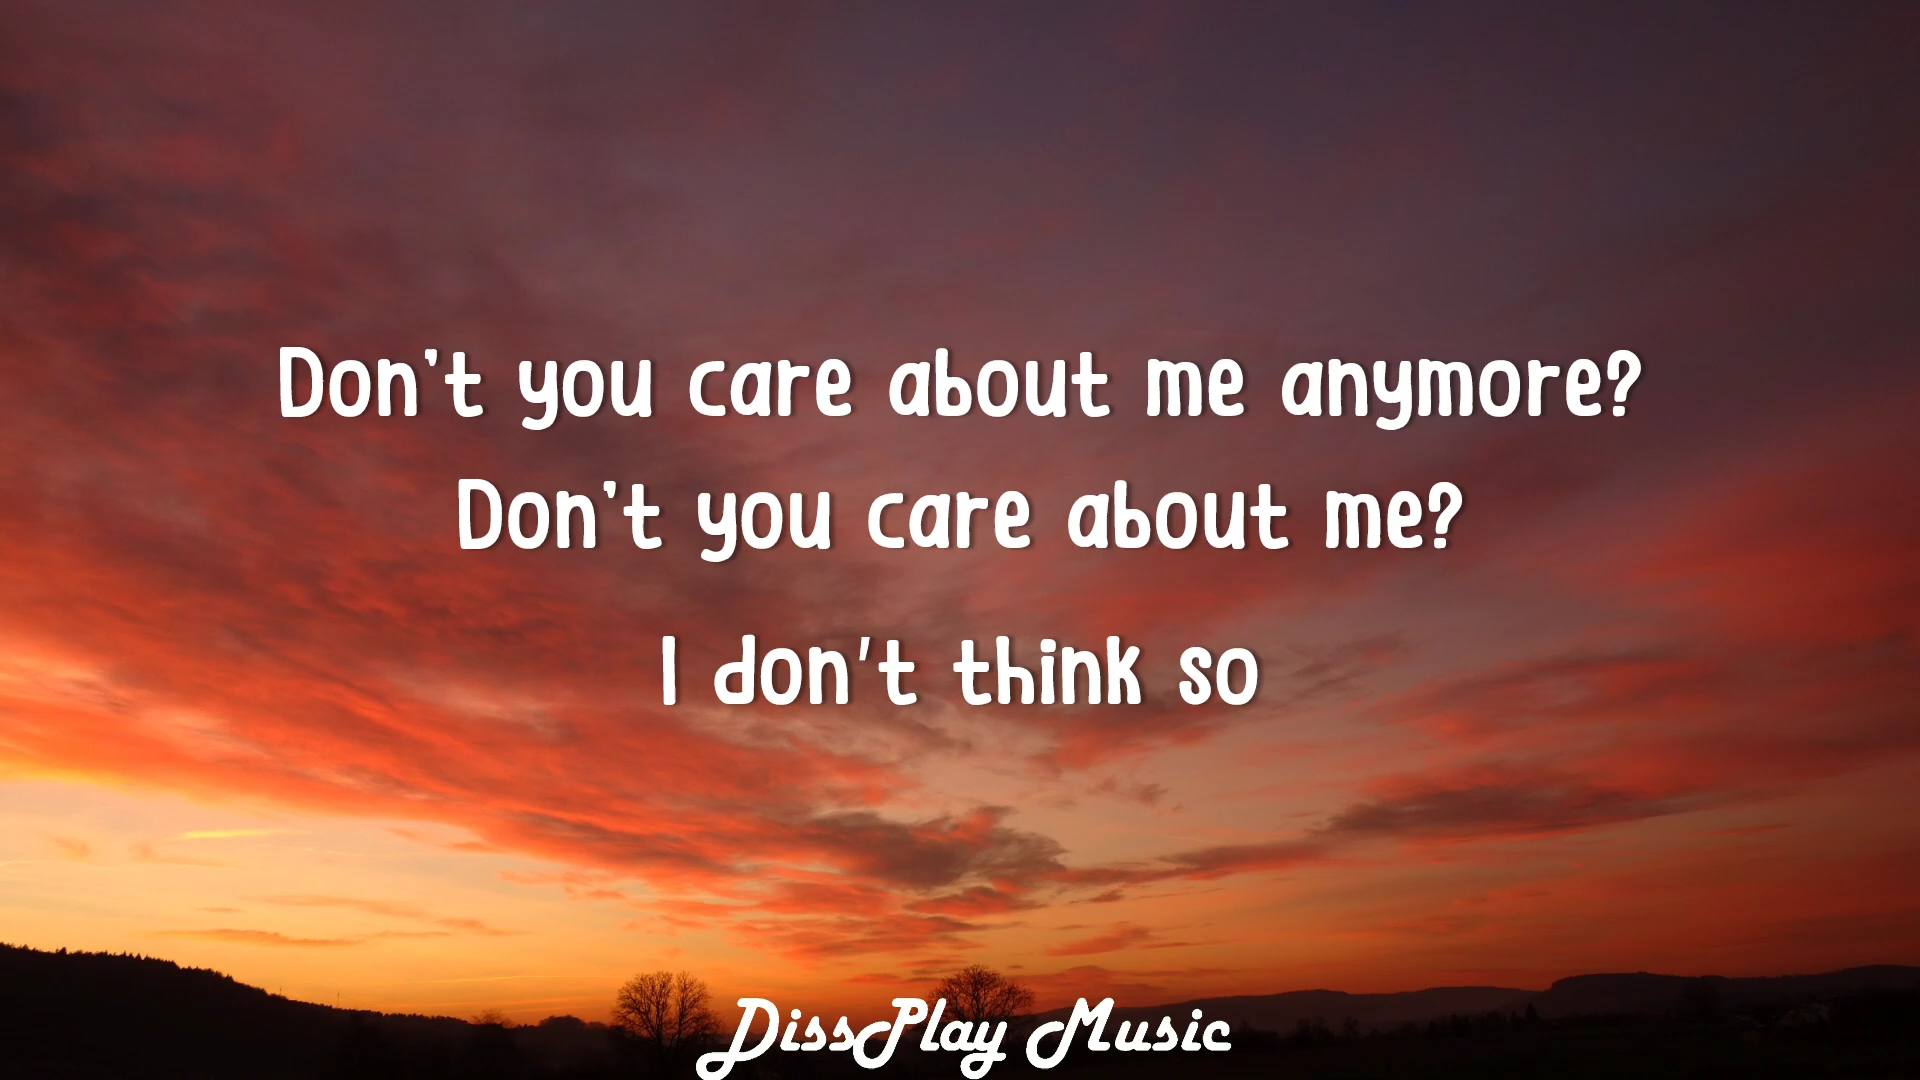 Don't you care about me anymore?
Don't you care about me?
I don't think so
DissPlay Music